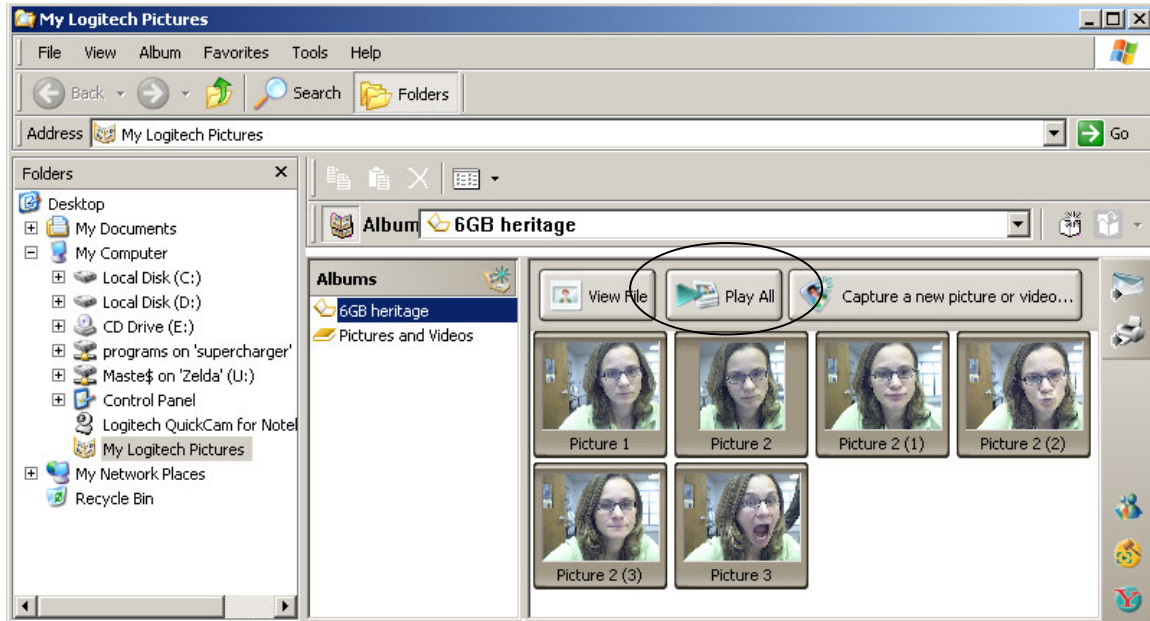 My Logitech Pictures
File View Album Favorites Tools Help
Back Search Folders
Address My Logitech Pictures Go
Folders
Desktop
My Documents
My Computer
Local Disk (C:)
Local Disk (D:)
CD Drive (E:)
programs on 'supercharger'
Maste$ on 'Zelda' (U:)
Control Panel
Logitech QuickCam for Note
My Logitech Pictures
My Network Places
Recycle Bin
Album 6GB heritage
Albums
6GB heritage
Pictures and Videos
View File Play All Capture a new picture or video...
Picture 1 Picture 2 Picture 2 (1) Picture 2 (2)
Picture 2 (3) Picture 3